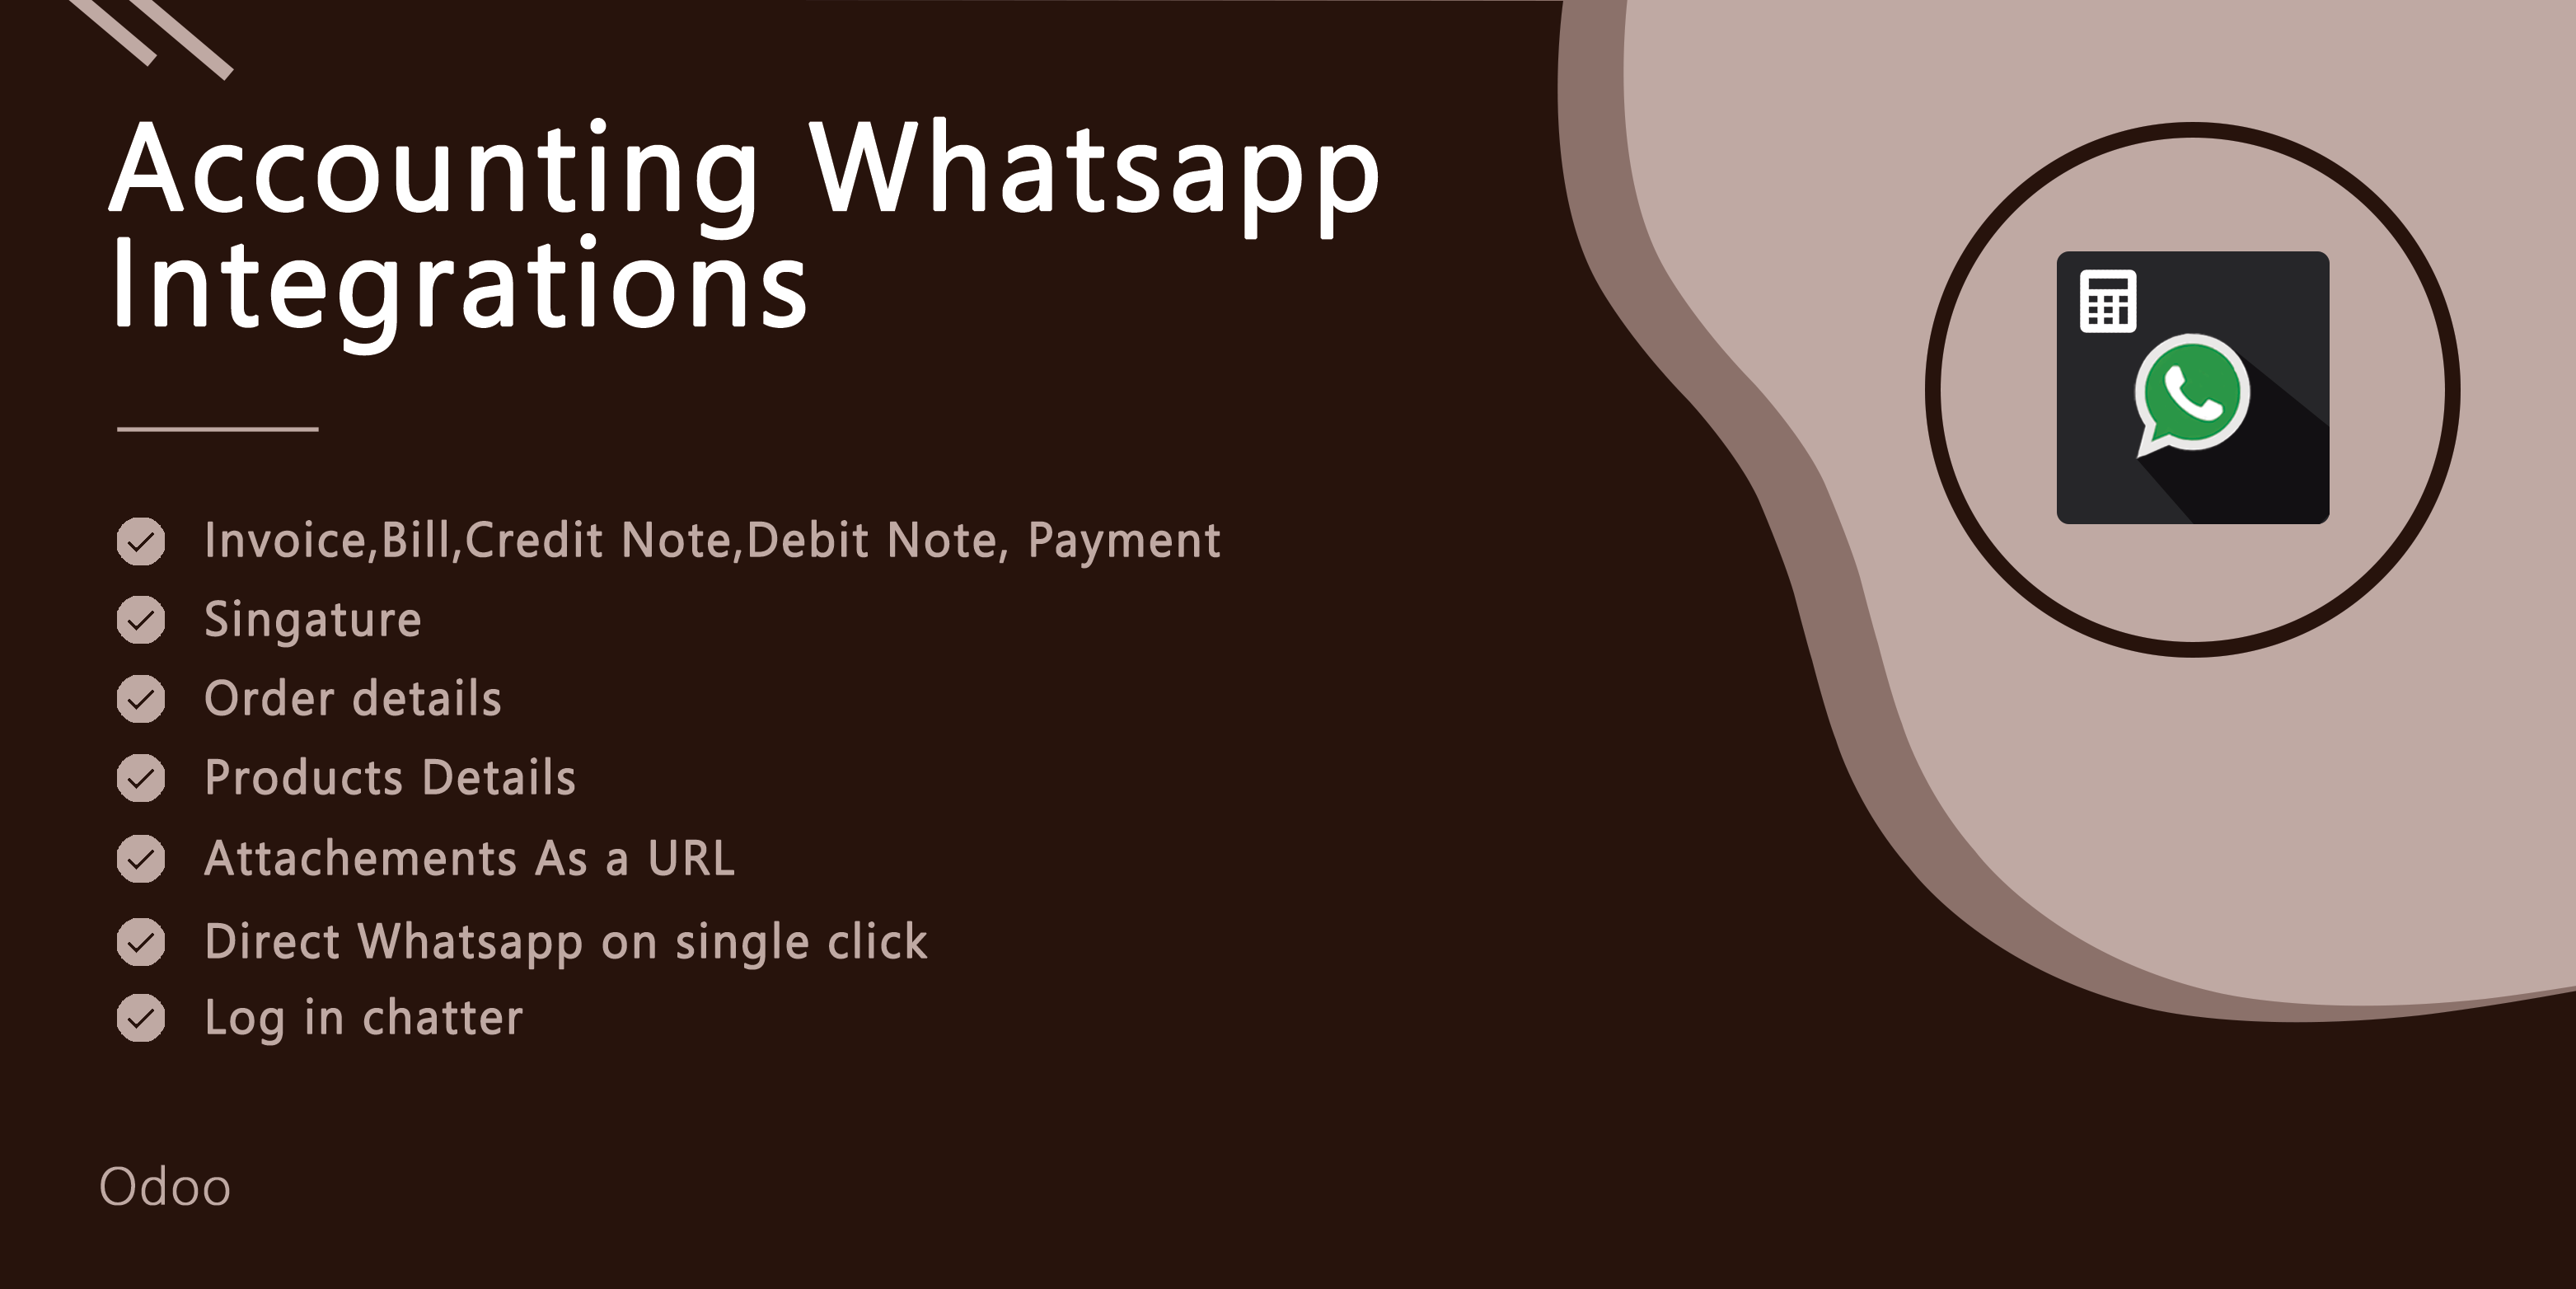 Accounting Whatsapp
Integrations
Invoice,Bill,Credit Note,Debit Note, Payment
Singature
Order details
Products Details
Attachements As a URL
Direct Whatsapp on single click
Log in chatter
Odoo